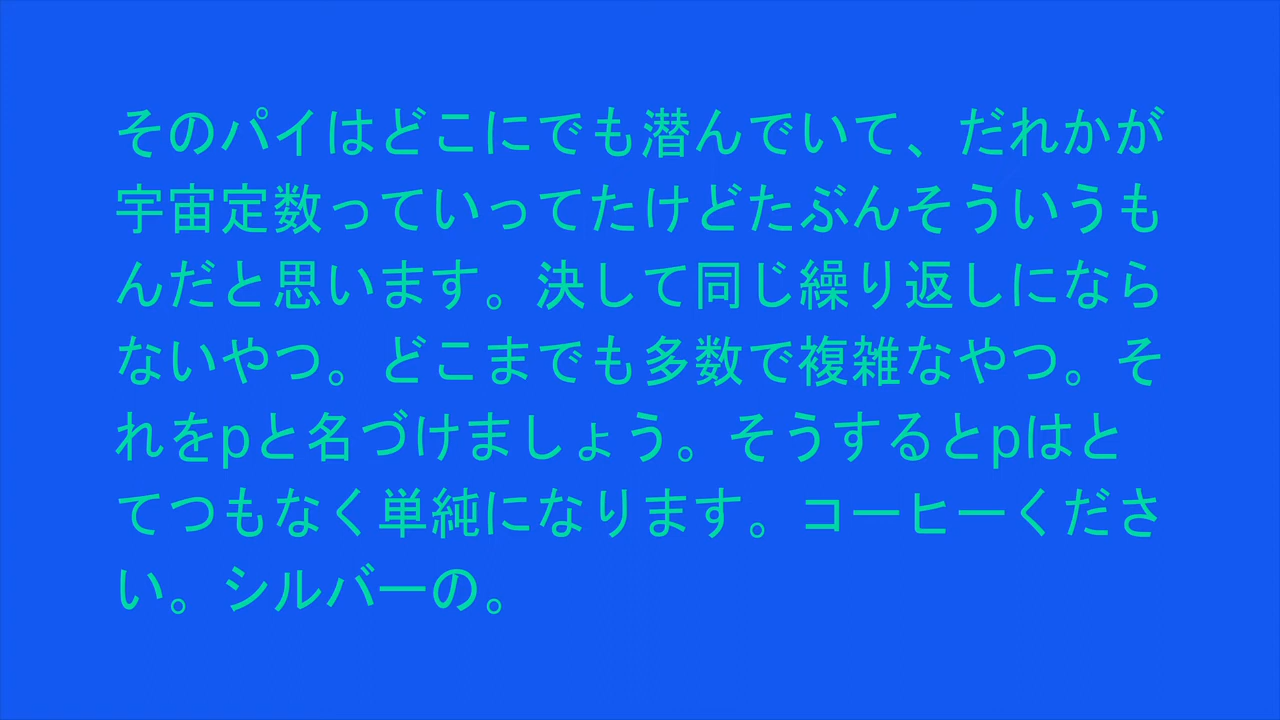 そのパイはどこにでも潜んでいて、だれかが
宇宙定数っていってたけどたぶんそういうも
んだと思います。決して同じ繰り返しになら
ないやつ。どこまでも多数で複雑なやつ。そ
れをpと名づけましょう。そうするとpはと
てつもなく単純になります。コーヒーくださ
い。シルバーの。